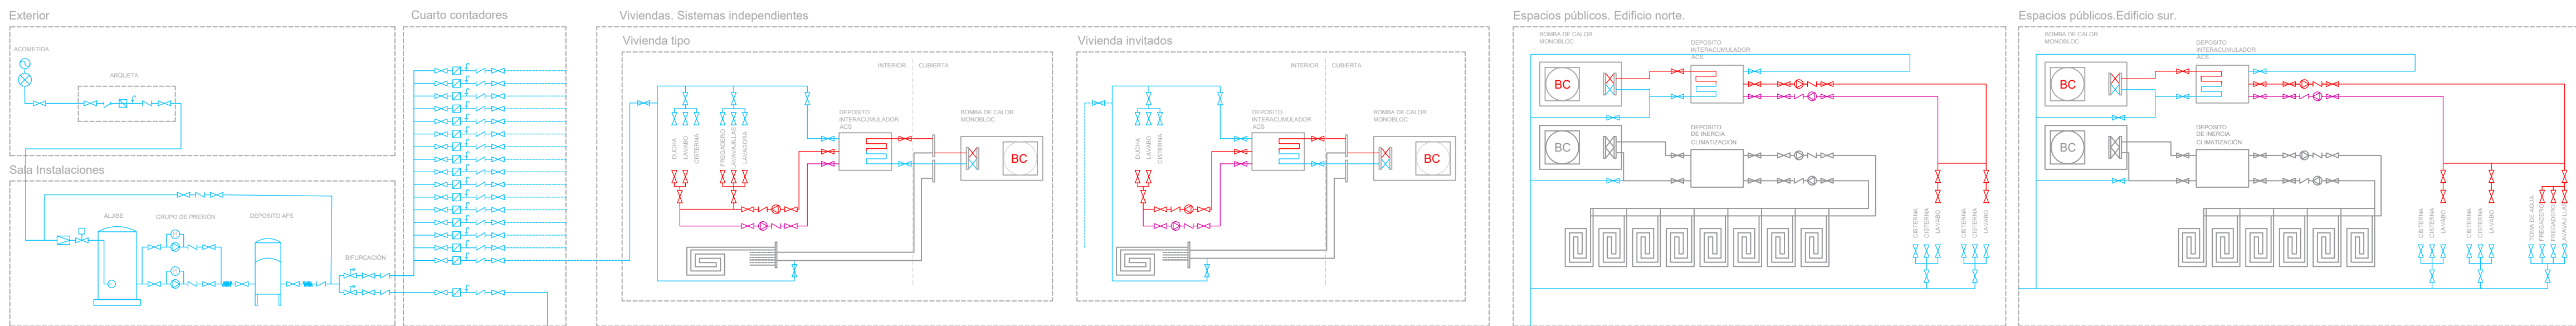 Exterior
ACOMETIDA
ARQUETA
Sala Instalaciones
ALJIBE
GRUPO DE PRESIÓN
DEPOSITO AFS
BIFURCACIÓN
Cuarto contadores
Viviendas. Sistemas independientes
Vivienda tipo
INTERIOR
CUBIERTA
DUCHA
LAVABO
CISTERNA
FREGADERO
LAVAVAJILLAS
LAVADORA
DEPOSITO
INTERACUMULADOR
ACS
BOMBA DE CALOR
MONOBLOC
BC
Vivienda invitados
INTERIOR
CUBIERTA
DUCHA
LAVABO
CISTERNA
DEPOSITO
INTERACUMULADOR
ACS
BOMBA DE CALOR
MONOBLOC
BC
Espacios públicos. Edificio norte.
BOMBA DE CALOR
MONOBLOC
BC
DEPOSITO
INTERACUMULADOR
ACS
BC
DEPOSITO
DE INERCIA
CLIMATIZACIÓN
CISTERNA
CISTERNA
LAVABO
CISTERNA
CISTERNA
LAVABO
Espacios públicos.Edificio sur.
BOMBA DE CALOR
MONOBLOC
BC
DEPOSITO
INTERACUMULADOR
ACS
BC
DEPOSITO
DE INERCIA
CLIMATIZACIÓN
CISTERNA
CISTERNA
LAVABO
CISTERNA
CISTERNA
LAVABO
TOMA DE AGUA
FREGADERO
FREGADERO
LAVAVAJILLAS